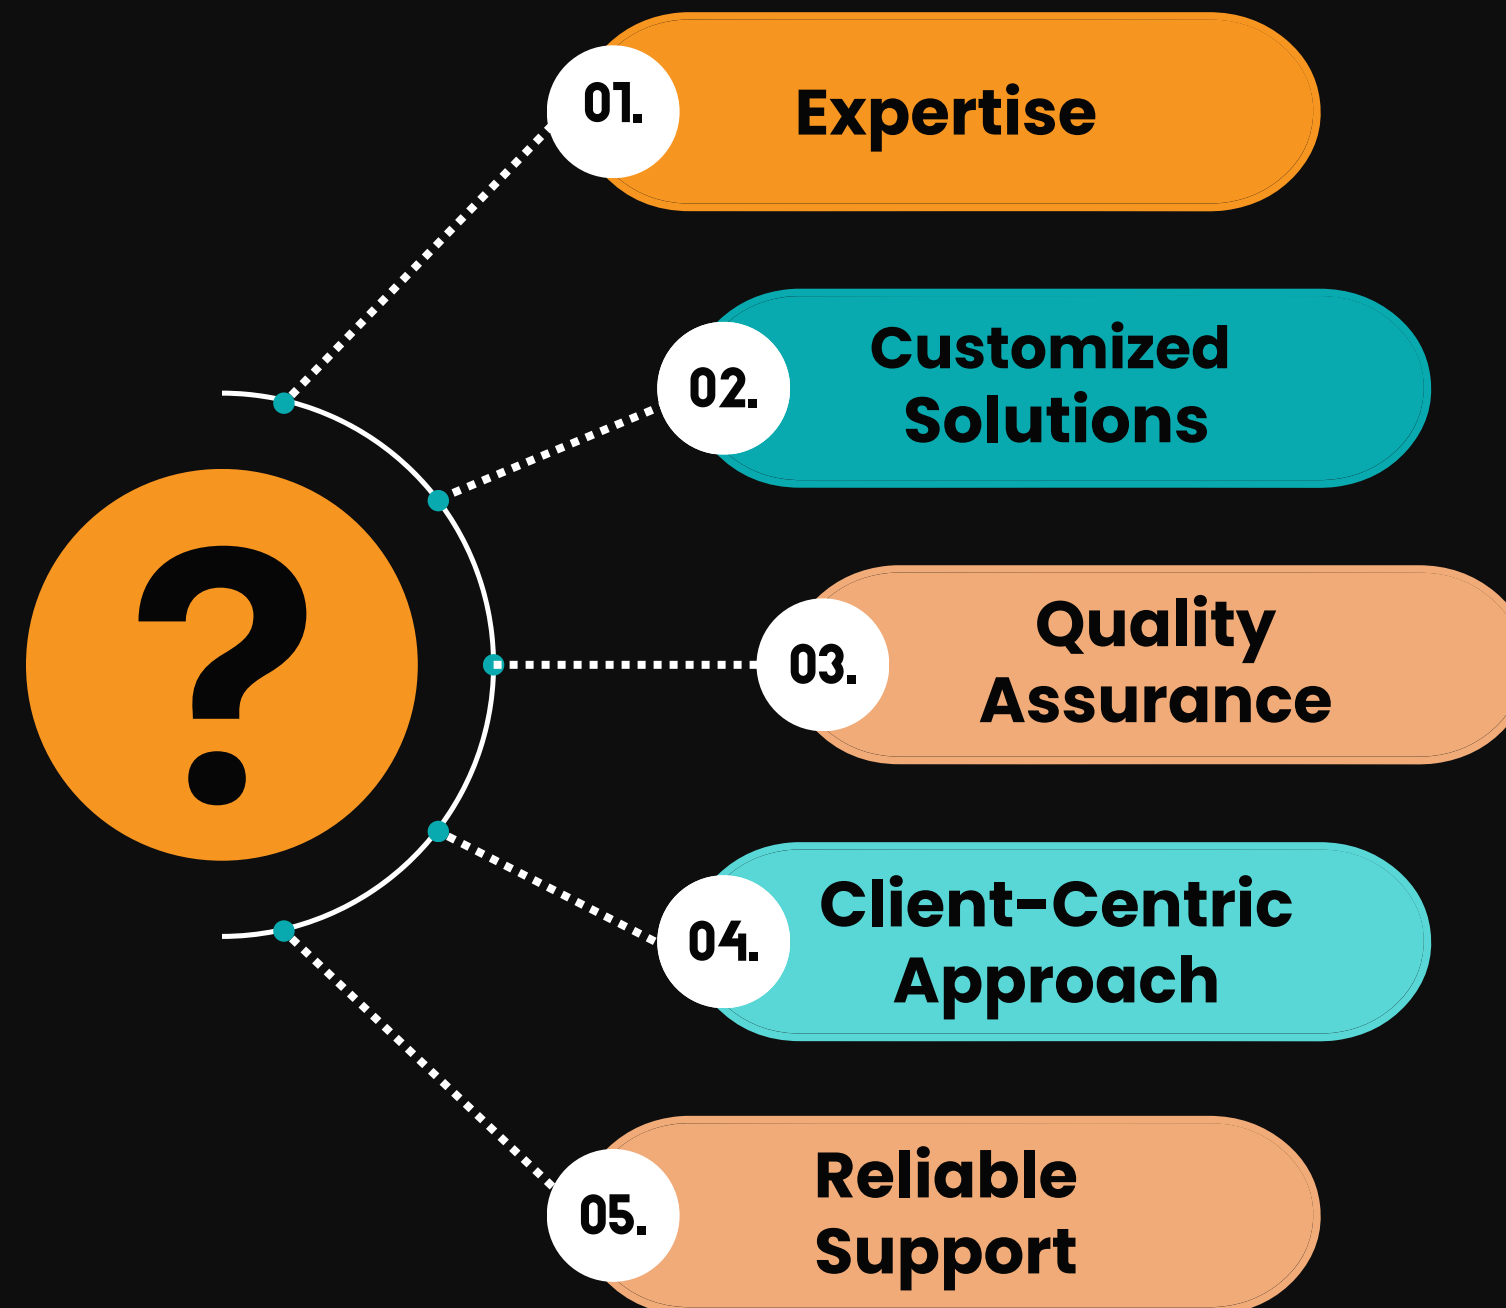 01.
Expertise
02.
Customized
Solutions
?
03.
Quality
Assurance
04.
Client-Centric
Approach
05.
Reliable
Support